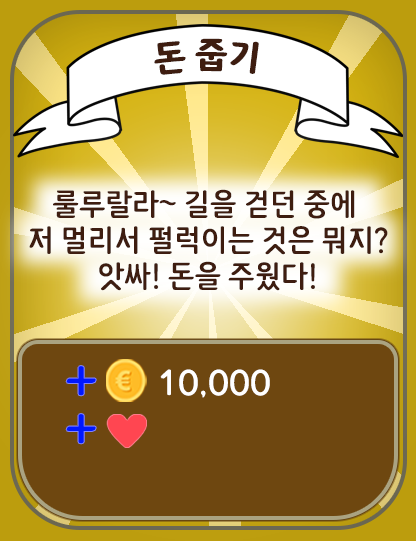 돈 줍기
룰루랄라~ 길을 걷던 중에
저 멀리서 펄럭이는 것은 뭐지?
앗싸! 돈을 주웠다!
+ € 10,000
+